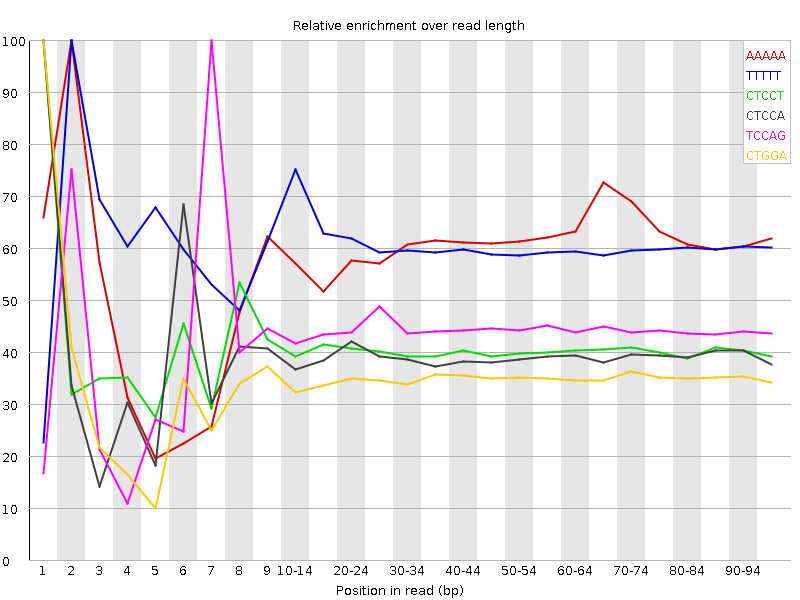 Relative enrichment over read length
100
90
80
70
60
50
40
30
20
10
0
AAAAA
TTTTT
CTCCT
CTCCA
TCCAG
CTGGA
1 2 3 4 5 6 7 8 9 10-14 20-24 30-34 40-44 50-54 60-64 70-74 80-84 90-94
Position in read (bp)